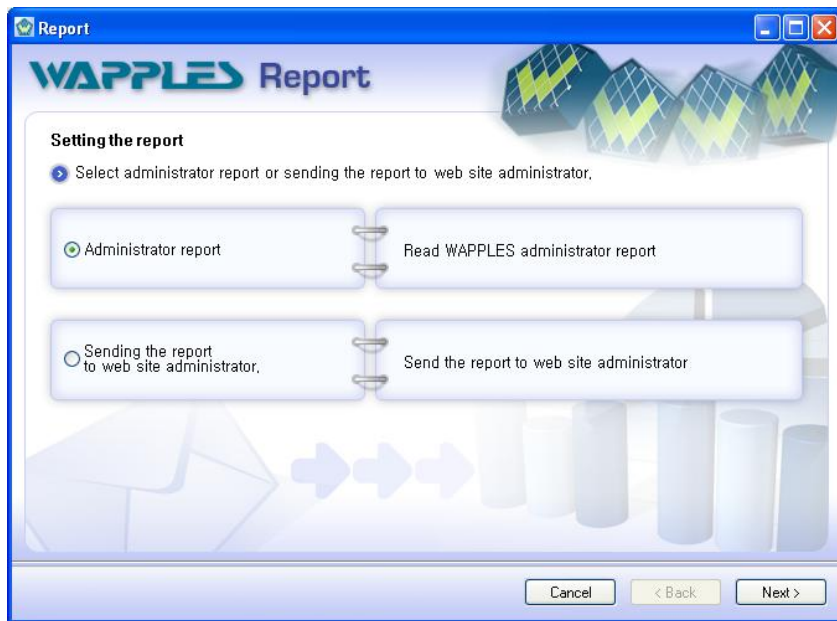 Report
WAPPLES Report
Setting the report
Select administrator report or sending the report to web site administrator,
Administrator report
Read WAPPLES administrator report
Sending the report
to web site administrator,
Send the report to web site administrator
Cancel
< Back
Next >